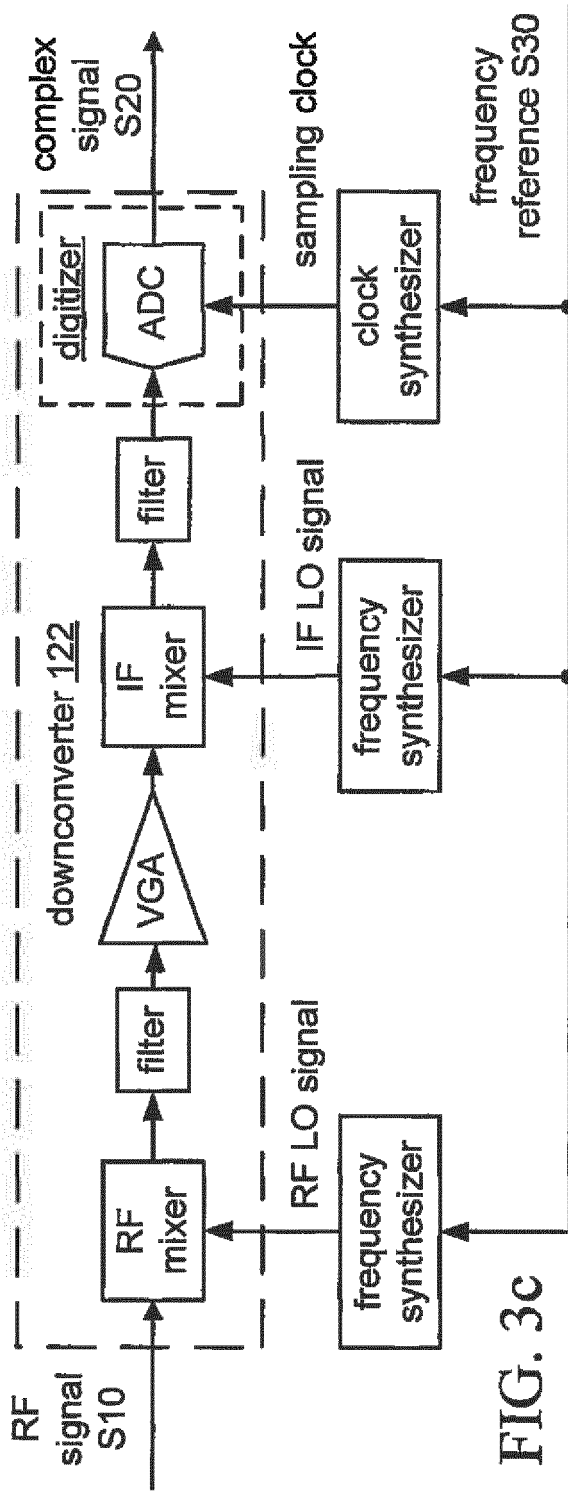 RF
signal
S10
downconverter 122
digitizer
complex
signal
S20
RF
mixer
filter
VGA
IF
mixer
filter
ADC
RF LO signal
IF LO signal
sampling clock
frequency
synthesizer
frequency
synthesizer
clock
synthesizer
frequency
reference S30
FIG. 3c